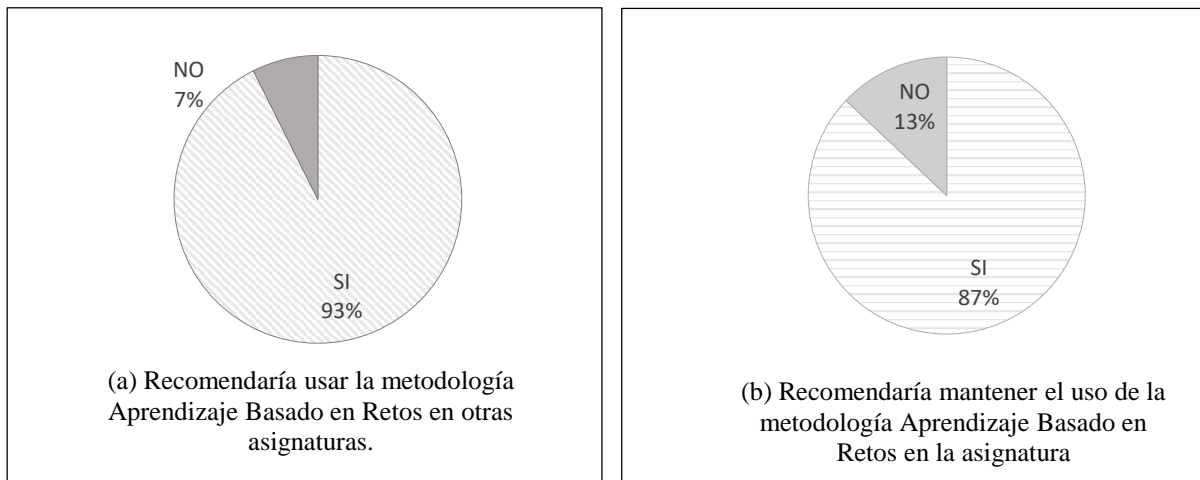 NO
7%
SI
93%
(a) Recomendaría usar la metodología
Aprendizaje Basado en Retos en otras
asignaturas.
NO
13%
SI
87%
(b) Recomendaría mantener el uso de la
metodología Aprendizaje Basado en
Retos en la asignatura